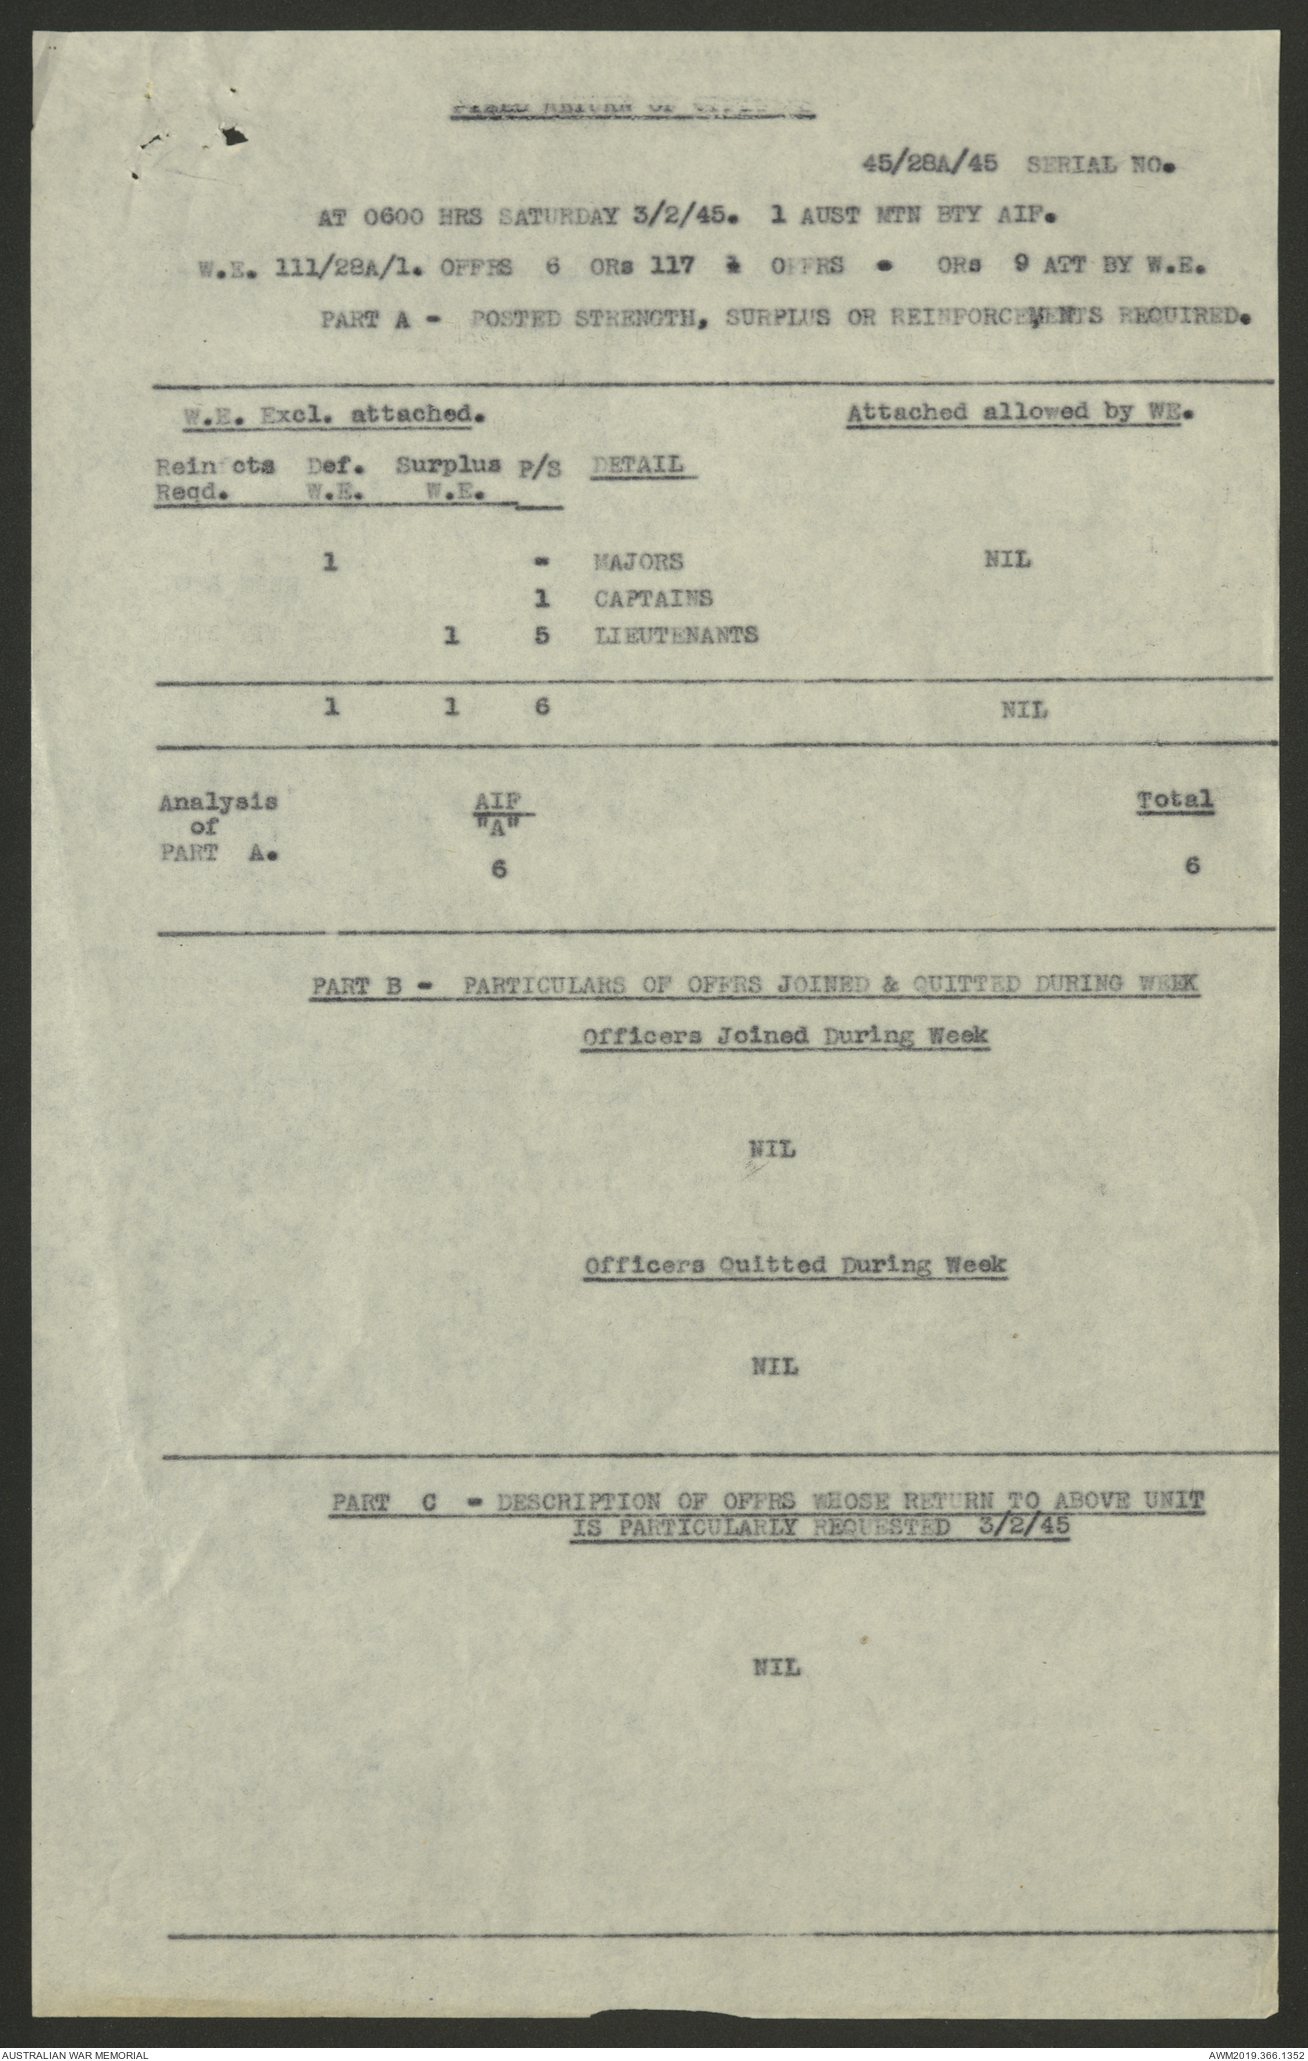 FIELD RETURN OF OFFICERS
45/28A/45 SERIAL NO.
AT 0600 HRS SATURDAY 3/2/45. 1 AUST MTN BTY AIF.
W.E. 111/28A/1. OFFRS 6 ORs 117 & OFFRS - ORs 9 ATT BY W.E.
PART A - POSTED STRENGTH, SURPLUS OR REINFORCEMENTS REQUIRED.
W.E. Excl. attached. Attached allowed by WE.
Reinfcts Def. Surplus P/S DETAIL
Reqd. W.E. W.E.
1 - MAJORS NIL
1 CAPTAINS
1 5 LIEUTENANTS
1 1 6 NIL
Analysis AIF Total
of "A"
PART A.
6 6
PART B - PARTICULARS OF OFFRS JOINED & QUITTED DURING WEEK
Officers Joined During Week
NIL
Officers Quitted During Week
NIL
PART C - DESCRIPTION OF OFFRS WHOSE RETURN TO ABOVE UNIT
IS PARTICULARLY REQUESTED 3/2/45
NIL
AUSTRALIAN WAR MEMORIAL AWM2019.366.1352